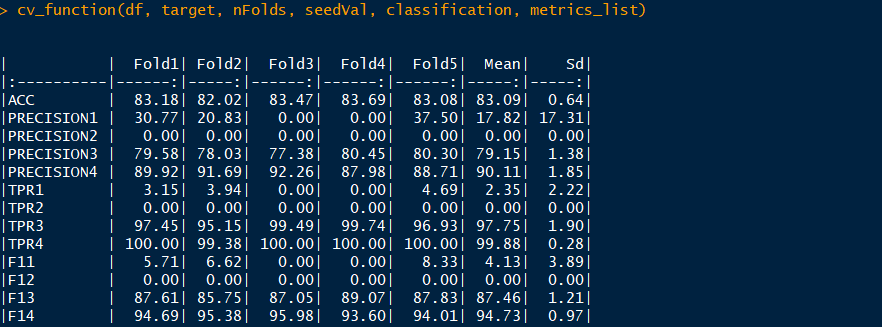 > cv_function(df, target, nFolds, seedVal, classification, metrics_list)
|           |  Fold1| Fold2|  Fold3|  Fold4|  Fold5|  Mean|    Sd|
|:----------|------:|-----:|------:|------:|------:|-----:|-----:|
|ACC        |  83.18| 82.02|  83.47|  83.69|  83.08| 83.09|  0.64|
|PRECISION1 |  30.77| 20.83|   0.00|   0.00|  37.50| 17.82| 17.31|
|PRECISION2 |   0.00|  0.00|   0.00|   0.00|   0.00|  0.00|  0.00|
|PRECISION3 |  79.58| 78.03|  77.38|  80.45|  80.30| 79.15|  1.38|
|PRECISION4 |  89.92| 91.69|  92.26|  87.98|  88.71| 90.11|  1.85|
|TPR1       |   3.15|  3.94|   0.00|   0.00|   4.69|  2.35|  2.22|
|TPR2       |   0.00|  0.00|   0.00|   0.00|   0.00|  0.00|  0.00|
|TPR3       |  97.45| 95.15|  99.49|  99.74|  96.93| 97.75|  1.90|
|TPR4       | 100.00| 99.38| 100.00| 100.00| 100.00| 99.88|  0.28|
|F11        |   5.71|  6.62|   0.00|   0.00|   8.33|  4.13|  3.89|
|F12        |   0.00|  0.00|   0.00|   0.00|   0.00|  0.00|  0.00|
|F13        |  87.61| 85.75|  87.05|  89.07|  87.83| 87.46|  1.21|
|F14        |  94.69| 95.38|  95.98|  93.60|  94.01| 94.73|  0.97|